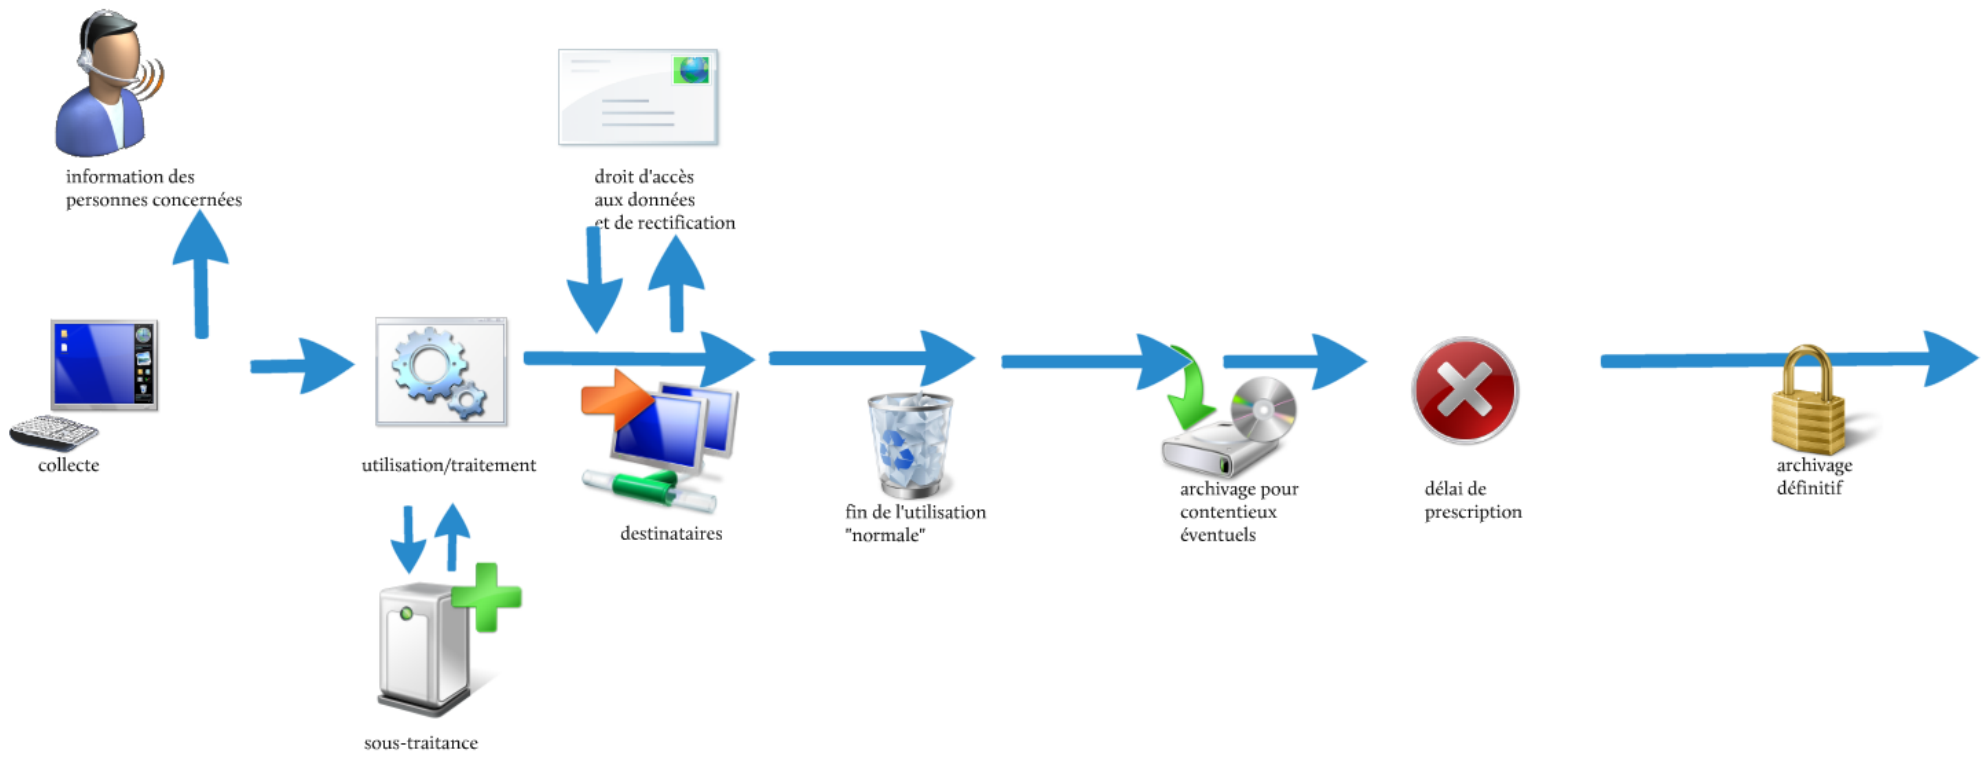 information des
personnes concernées
droit d'accès
aux données
et de rectification
collecte
utilisation/traitement
destinataires
fin de l'utilisation
"normale"
archivage pour
contentieux
éventuels
délai de
prescription
archivage
définitif
sous-traitance